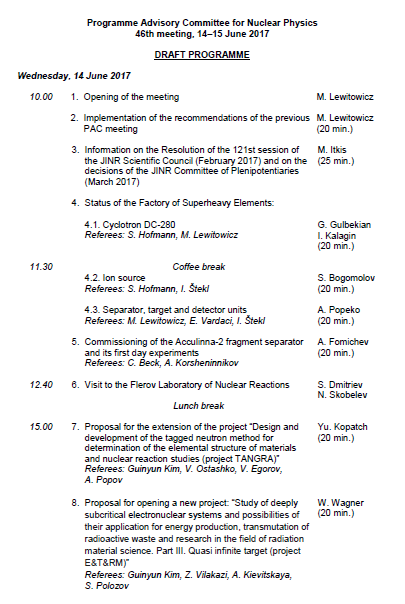 Programme Advisory Committee for Nuclear Physics
46th meeting, 14–15 June 2017
DRAFT PROGRAMME
Wednesday, 14 June 2017
10.00 1. Opening of the meeting M. Lewitowicz
2. Implementation of the recommendations of the previous M. Lewitowicz
PAC meeting (20 min.)
3. Information on the Resolution of the 121st session of M. Itkis
the JINR Scientific Council (February 2017) and on the (25 min.)
decisions of the JINR Committee of Plenipotentiaries
(March 2017)
4. Status of the Factory of Superheavy Elements:
4.1. Cyclotron DC-280 G. Gulbekian
Referees: S. Hofmann, M. Lewitowicz I. Kalagin
(20 min.)
11.30 Coffee break
4.2. Ion source S. Bogomolov
Referees: S. Hofmann, I. Štekl (20 min.)
4.3. Separator, target and detector units A. Popeko
Referees: M. Lewitowicz, E. Vardaci, I. Štekl (20 min.)
5. Commissioning of the Acculinna-2 fragment separator A. Fomichev
and its first day experiments (20 min.)
Referees: C. Beck, A. Korsheninnikov
12.40 6. Visit to the Flerov Laboratory of Nuclear Reactions S. Dmitriev
N. Skobelev
Lunch break
15.00 7. Proposal for the extension of the project “Design and Yu. Kopatch
development of the tagged neutron method for (20 min.)
determination of the elemental structure of materials
and nuclear reaction studies (project TANGRA)”
Referees: Guinyun Kim, V. Ostashko, V. Egorov,
A. Popov
8. Proposal for opening a new project: “Study of deeply W. Wagner
subcritical electronuclear systems and possibilities of (20 min.)
their application for energy production, transmutation of
radioactive waste and research in the field of radiation
material science. Part III. Quasi infinite target (project
E&T&RM)”
Referees: Guinyun Kim, Z. Vilakazi, A. Kievitskaya,
S. Polozov